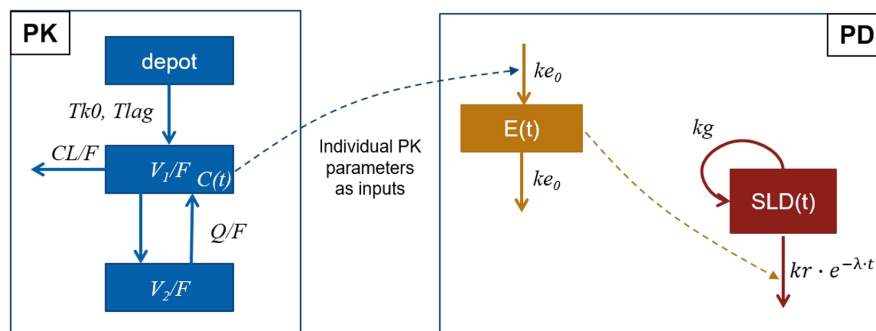 PK
depot
Tk0, Tlag
CL/F
V₁/F
C(t)
Q/F
V₂/F
Individual PK
parameters
as inputs
PD
ke₀
E(t)
ke₀
kg
SLD(t)
kr · e^{−λ·t}